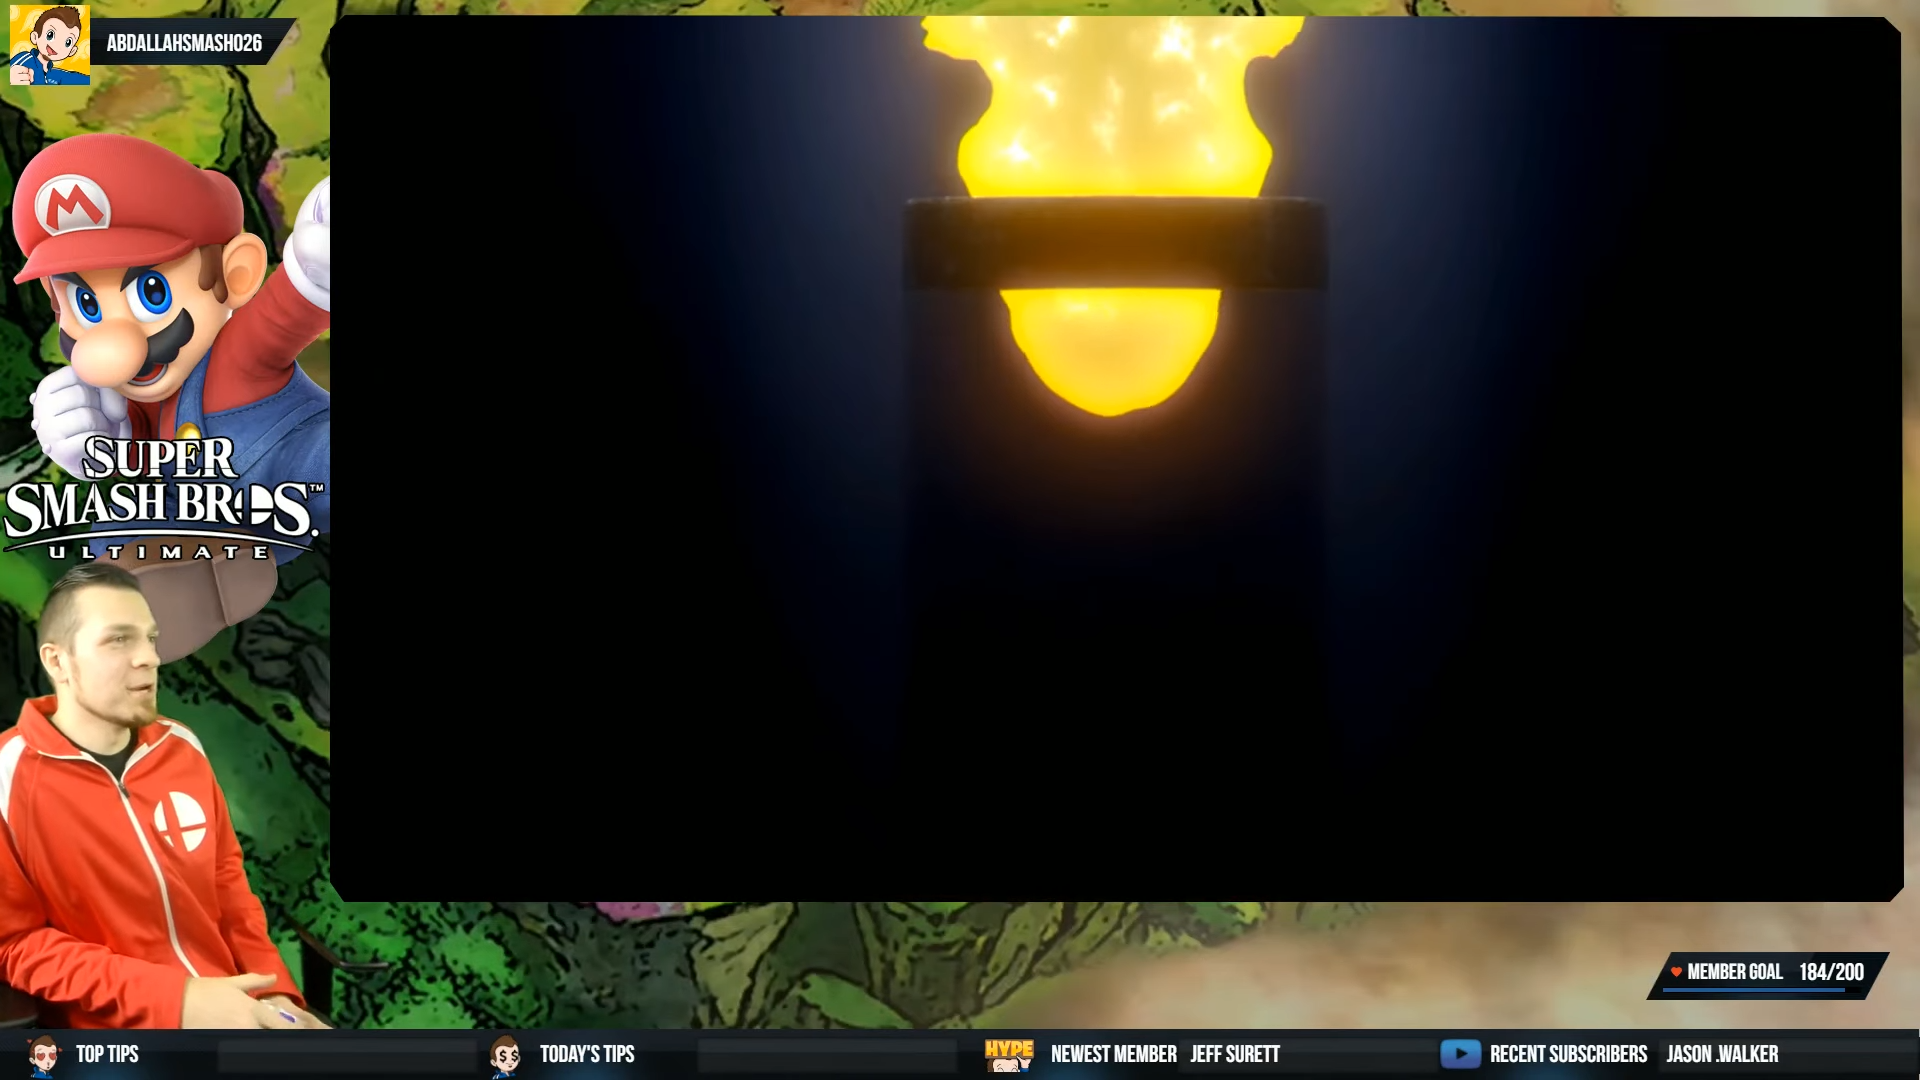 ABDALLAHSMASH026
M
SUPER
SMASH BROS.™
ULTIMATE
MEMBER GOAL 184/200
TOP TIPS
TODAY'S TIPS
HYPE
NEWEST MEMBER JEFF SURETT
RECENT SUBSCRIBERS JASON .WALKER